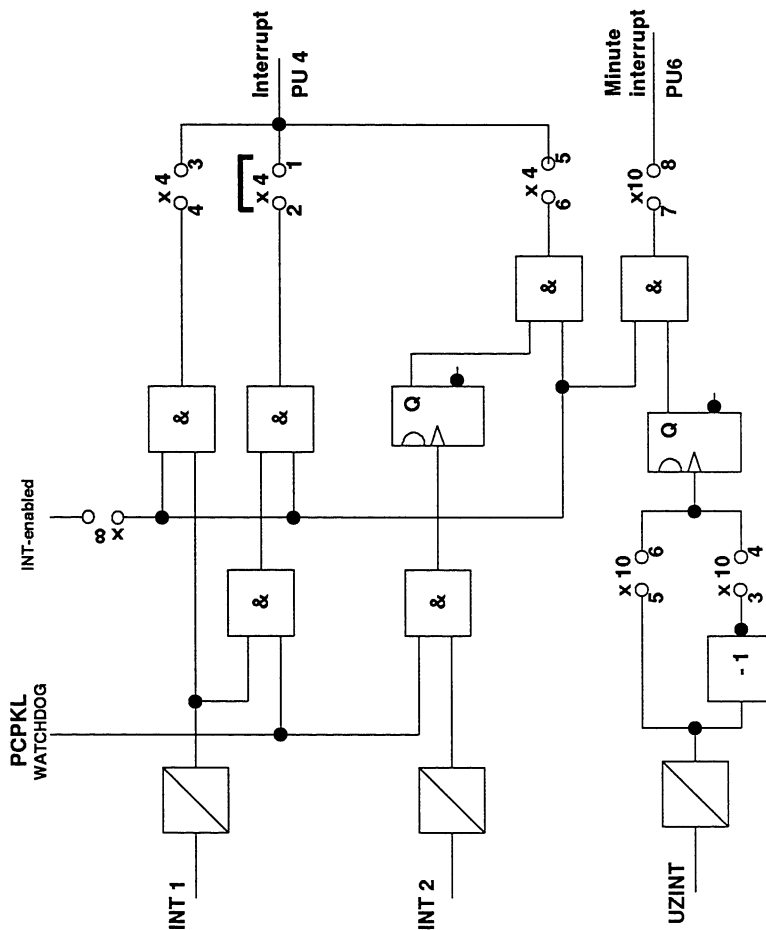 INT 1
INT 2
UZINT
PCPKL
WATCHDOG
INT-enabled
x 8
&
&
&
&
Q
- 1
x 10
5 6
x 10
3 4
Q
&
&
x 4
4 3
x 4
2 1
x 4
6 5
x10
7 8
Interrupt
PU 4
Minute
interrupt
PU6